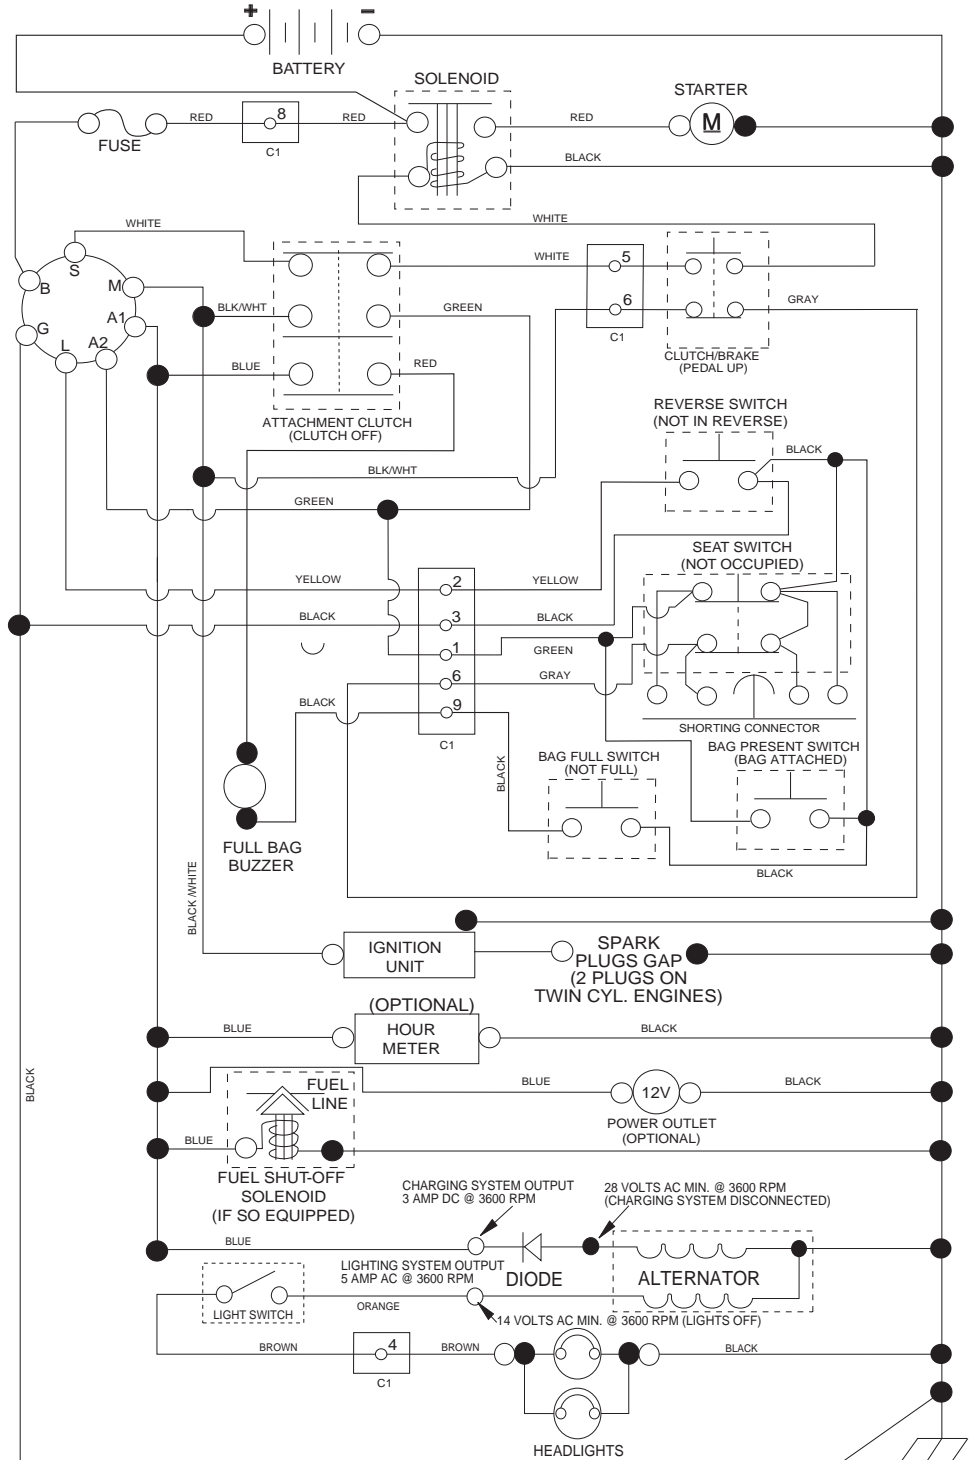 + –
BATTERY
SOLENOID
STARTER
M
RED
8
RED
RED
FUSE
C1
BLACK
WHITE
WHITE
S
B
M
A1
G
L
A2
WHITE
5
BLK/WHT
GREEN
6
GRAY
C1
CLUTCH/BRAKE
(PEDAL UP)
BLUE
RED
ATTACHMENT CLUTCH
(CLUTCH OFF)
REVERSE SWITCH
(NOT IN REVERSE)
BLACK
BLK/WHT
GREEN
SEAT SWITCH
(NOT OCCUPIED)
YELLOW
2
YELLOW
BLACK
3
BLACK
1
GREEN
6
GRAY
BLACK
9
C1
SHORTING CONNECTOR
BLACK
BAG FULL SWITCH
(NOT FULL)
BAG PRESENT SWITCH
(BAG ATTACHED)
FULL BAG
BUZZER
BLACK
BLACK /WHITE
IGNITION
UNIT
SPARK
PLUGS GAP
(2 PLUGS ON
TWIN CYL. ENGINES)
(OPTIONAL)
BLUE
HOUR
METER
BLACK
BLACK
FUEL
LINE
BLUE
12V
BLACK
POWER OUTLET
(OPTIONAL)
BLUE
FUEL SHUT-OFF
SOLENOID
(IF SO EQUIPPED)
CHARGING SYSTEM OUTPUT
3 AMP DC @ 3600 RPM
28 VOLTS AC MIN. @ 3600 RPM
(CHARGING SYSTEM DISCONNECTED)
BLUE
LIGHTING SYSTEM OUTPUT
5 AMP AC @ 3600 RPM
DIODE
ALTERNATOR
LIGHT SWITCH
ORANGE
14 VOLTS AC MIN. @ 3600 RPM (LIGHTS OFF)
BROWN
4
BROWN
BLACK
C1
HEADLIGHTS